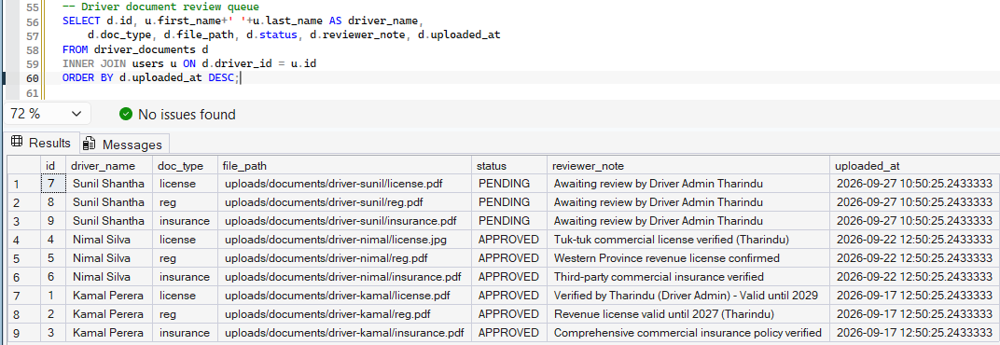 55 -- Driver document review queue
56 SELECT d.id, u.first_name+' '+u.last_name AS driver_name,
57 d.doc_type, d.file_path, d.status, d.reviewer_note, d.uploaded_at
58 FROM driver_documents d
59 INNER JOIN users u ON d.driver_id = u.id
60 ORDER BY d.uploaded_at DESC;
61
72 % No issues found
Results Messages
id driver_name doc_type file_path status reviewer_note uploaded_at
1 7 Sunil Shantha license uploads/documents/driver-sunil/license.pdf PENDING Awaiting review by Driver Admin Tharindu 2026-09-27 10:50:25.2433333
2 8 Sunil Shantha reg uploads/documents/driver-sunil/reg.pdf PENDING Awaiting review by Driver Admin Tharindu 2026-09-27 10:50:25.2433333
3 9 Sunil Shantha insurance uploads/documents/driver-sunil/insurance.pdf PENDING Awaiting review by Driver Admin Tharindu 2026-09-27 10:50:25.2433333
4 4 Nimal Silva license uploads/documents/driver-nimal/license.jpg APPROVED Tuk-tuk commercial license verified (Tharindu) 2026-09-22 12:50:25.2433333
5 5 Nimal Silva reg uploads/documents/driver-nimal/reg.pdf APPROVED Western Province revenue license confirmed 2026-09-22 12:50:25.2433333
6 6 Nimal Silva insurance uploads/documents/driver-nimal/insurance.pdf APPROVED Third-party commercial insurance verified 2026-09-22 12:50:25.2433333
7 1 Kamal Perera license uploads/documents/driver-kamal/license.pdf APPROVED Verified by Tharindu (Driver Admin) - Valid until 2029 2026-09-17 12:50:25.2433333
8 2 Kamal Perera reg uploads/documents/driver-kamal/reg.pdf APPROVED Revenue license valid until 2027 (Tharindu) 2026-09-17 12:50:25.2433333
9 3 Kamal Perera insurance uploads/documents/driver-kamal/insurance.pdf APPROVED Comprehensive commercial insurance policy verified 2026-09-17 12:50:25.2433333